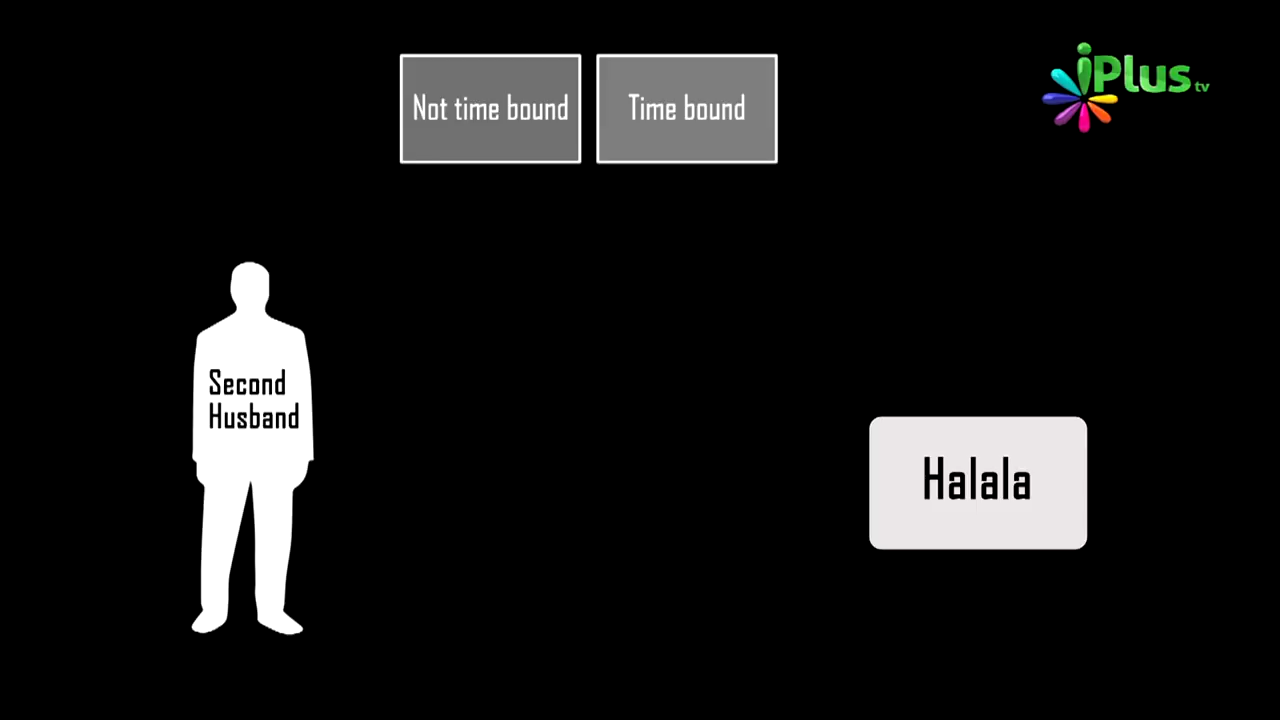 Not time bound
Time bound
iPlus tv
Second
Husband
Halala